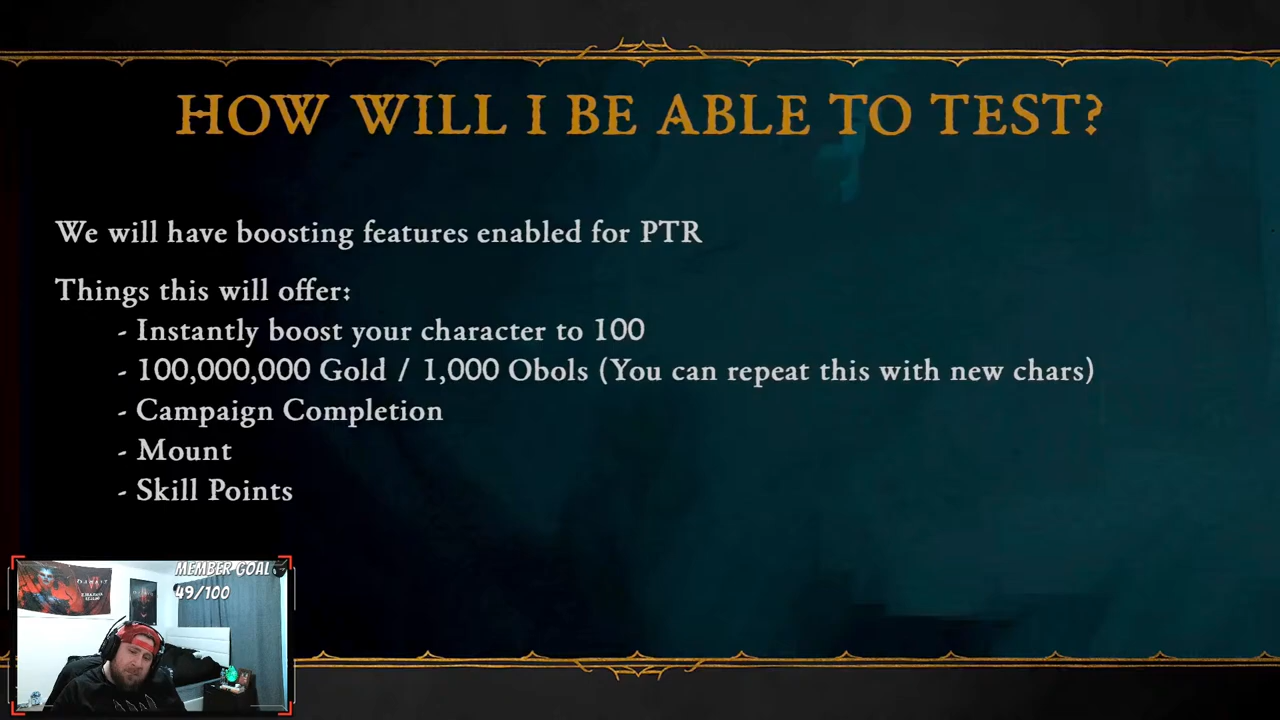 HOW WILL I BE ABLE TO TEST?
We will have boosting features enabled for PTR
Things this will offer:
- Instantly boost your character to 100
- 100,000,000 Gold / 1,000 Obols (You can repeat this with new chars)
- Campaign Completion
- Mount
- Skill Points
MEMBER GOAL
49/100